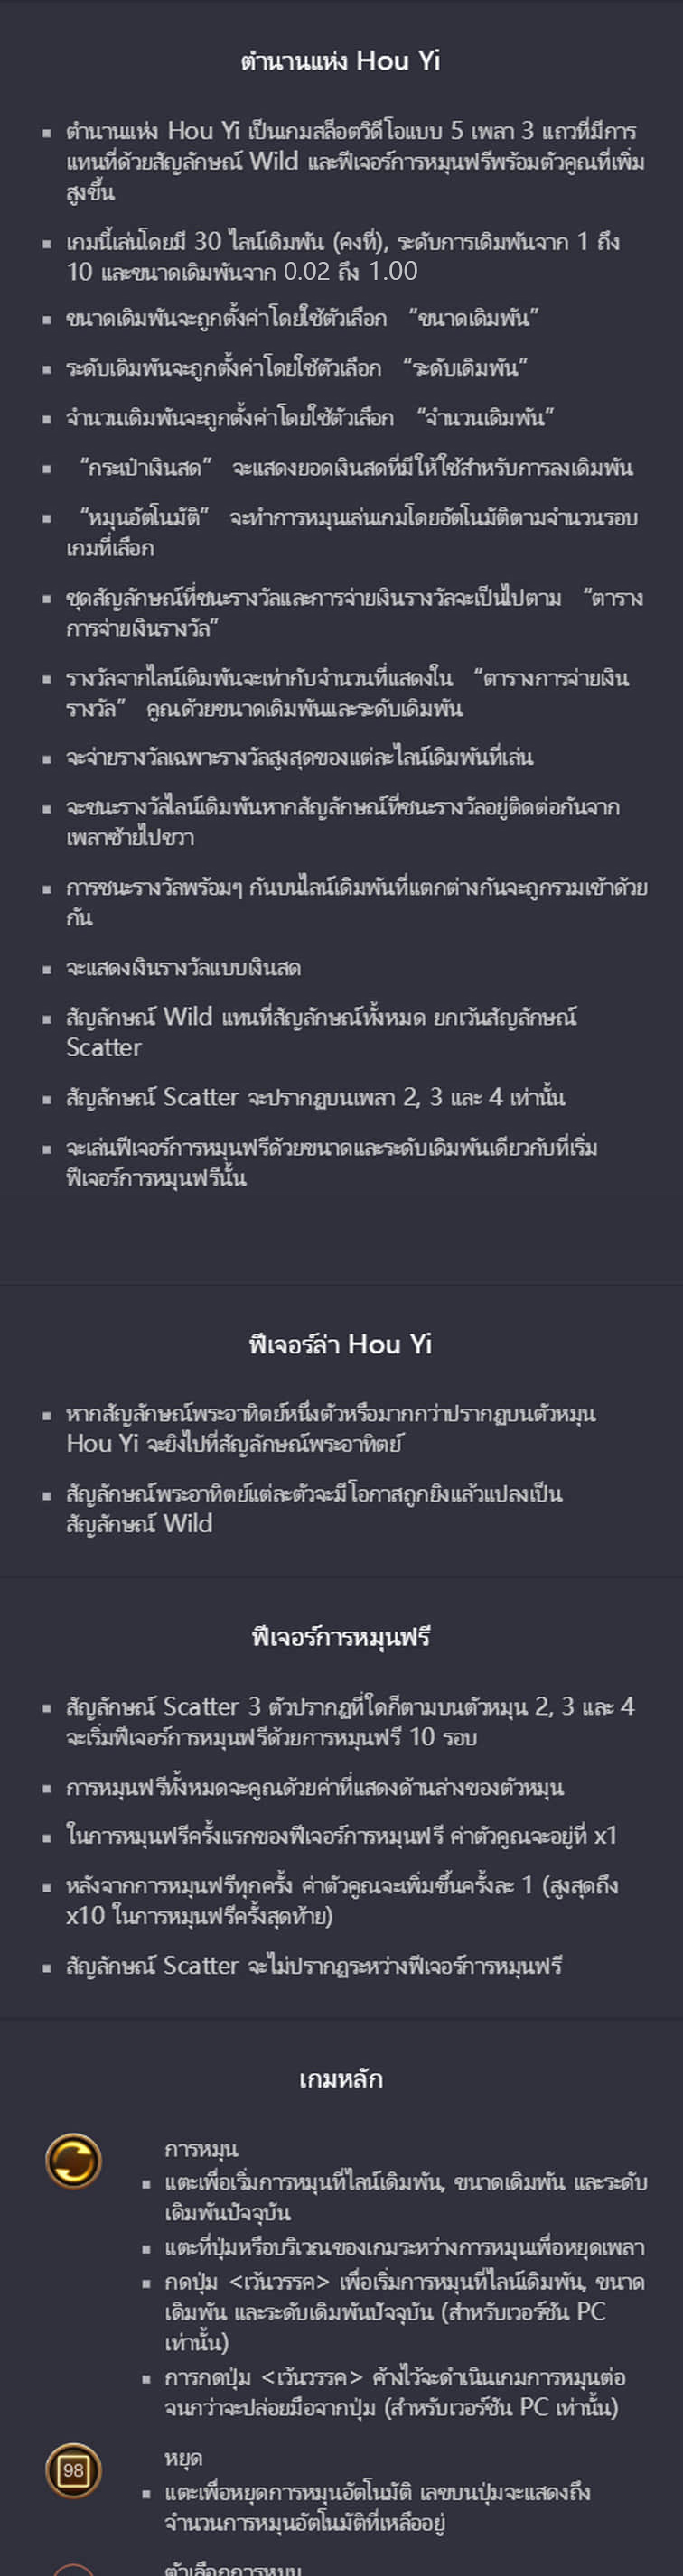 ตำนานแห่ง Hou Yi
▪ ตำนานแห่ง Hou Yi เป็นเกมสล็อตวิดีโอแบบ 5 เพลา 3 แถวที่มีการ
แทนที่ด้วยสัญลักษณ์ Wild และฟีเจอร์การหมุนฟรีพร้อมตัวคูณที่เพิ่ม
สูงขึ้น
▪ เกมนี้เล่นโดยมี 30 ไลน์เดิมพัน (คงที่), ระดับการเดิมพันจาก 1 ถึง
10 และขนาดเดิมพันจาก 0.02 ถึง 1.00
▪ ขนาดเดิมพันจะถูกตั้งค่าโดยใช้ตัวเลือก “ขนาดเดิมพัน”
▪ ระดับเดิมพันจะถูกตั้งค่าโดยใช้ตัวเลือก “ระดับเดิมพัน”
▪ จำนวนเดิมพันจะถูกตั้งค่าโดยใช้ตัวเลือก “จำนวนเดิมพัน”
▪ “กระเป๋าเงินสด” จะแสดงยอดเงินสดที่มีให้ใช้สำหรับการลงเดิมพัน
▪ “หมุนอัตโนมัติ” จะทำการหมุนเล่นเกมโดยอัตโนมัติตามจำนวนรอบ
เกมที่เลือก
▪ ชุดสัญลักษณ์ที่ชนะรางวัลและการจ่ายเงินรางวัลจะเป็นไปตาม “ตาราง
การจ่ายเงินรางวัล”
▪ รางวัลจากไลน์เดิมพันจะเท่ากับจำนวนที่แสดงใน “ตารางการจ่ายเงิน
รางวัล” คูณด้วยขนาดเดิมพันและระดับเดิมพัน
▪ จะจ่ายรางวัลเฉพาะรางวัลสูงสุดของแต่ละไลน์เดิมพันที่เล่น
▪ จะชนะรางวัลไลน์เดิมพันหากสัญลักษณ์ที่ชนะรางวัลอยู่ติดต่อกันจาก
เพลาซ้ายไปขวา
▪ การชนะรางวัลพร้อมๆ กันบนไลน์เดิมพันที่แตกต่างกันจะถูกรวมเข้าด้วย
กัน
▪ จะแสดงเงินรางวัลแบบเงินสด
▪ สัญลักษณ์ Wild แทนที่สัญลักษณ์ทั้งหมด ยกเว้นสัญลักษณ์
Scatter
▪ สัญลักษณ์ Scatter จะปรากฏบนเพลา 2, 3 และ 4 เท่านั้น
▪ จะเล่นฟีเจอร์การหมุนฟรีด้วยขนาดและระดับเดิมพันเดียวกับที่เริ่ม
ฟีเจอร์การหมุนฟรีนั้น
ฟีเจอร์ล่า Hou Yi
▪ หากสัญลักษณ์พระอาทิตย์หนึ่งตัวหรือมากกว่าปรากฏบนตัวหมุน
Hou Yi จะยิงไปที่สัญลักษณ์พระอาทิตย์
▪ สัญลักษณ์พระอาทิตย์แต่ละตัวจะมีโอกาสถูกยิงแล้วแปลงเป็น
สัญลักษณ์ Wild
ฟีเจอร์การหมุนฟรี
▪ สัญลักษณ์ Scatter 3 ตัวปรากฏที่ใดก็ตามบนตัวหมุน 2, 3 และ 4
จะเริ่มฟีเจอร์การหมุนฟรีด้วยการหมุนฟรี 10 รอบ
▪ การหมุนฟรีทั้งหมดจะคูณด้วยค่าที่แสดงด้านล่างของตัวหมุน
▪ ในการหมุนฟรีครั้งแรกของฟีเจอร์การหมุนฟรี ค่าตัวคูณจะอยู่ที่ x1
▪ หลังจากการหมุนฟรีทุกครั้ง ค่าตัวคูณจะเพิ่มขึ้นครั้งละ 1 (สูงสุดถึง
x10 ในการหมุนฟรีครั้งสุดท้าย)
▪ สัญลักษณ์ Scatter จะไม่ปรากฏระหว่างฟีเจอร์การหมุนฟรี
เกมหลัก
การหมุน
▪ แตะเพื่อเริ่มการหมุนที่ไลน์เดิมพัน, ขนาดเดิมพัน และระดับ
เดิมพันปัจจุบัน
▪ แตะที่ปุ่มหรือบริเวณของเกมระหว่างการหมุนเพื่อหยุดเพลา
▪ กดปุ่ม <เว้นวรรค> เพื่อเริ่มการหมุนที่ไลน์เดิมพัน, ขนาด
เดิมพัน และระดับเดิมพันปัจจุบัน (สำหรับเวอร์ชัน PC
เท่านั้น)
▪ การกดปุ่ม <เว้นวรรค> ค้างไว้จะดำเนินเกมการหมุนต่อ
จนกว่าจะปล่อยมือจากปุ่ม (สำหรับเวอร์ชัน PC เท่านั้น)
98 หยุด
▪ แตะเพื่อหยุดการหมุนอัตโนมัติ เลขบนปุ่มจะแสดงถึง
จำนวนการหมุนอัตโนมัติที่เหลืออยู่
ตัวเลือกการหมุน